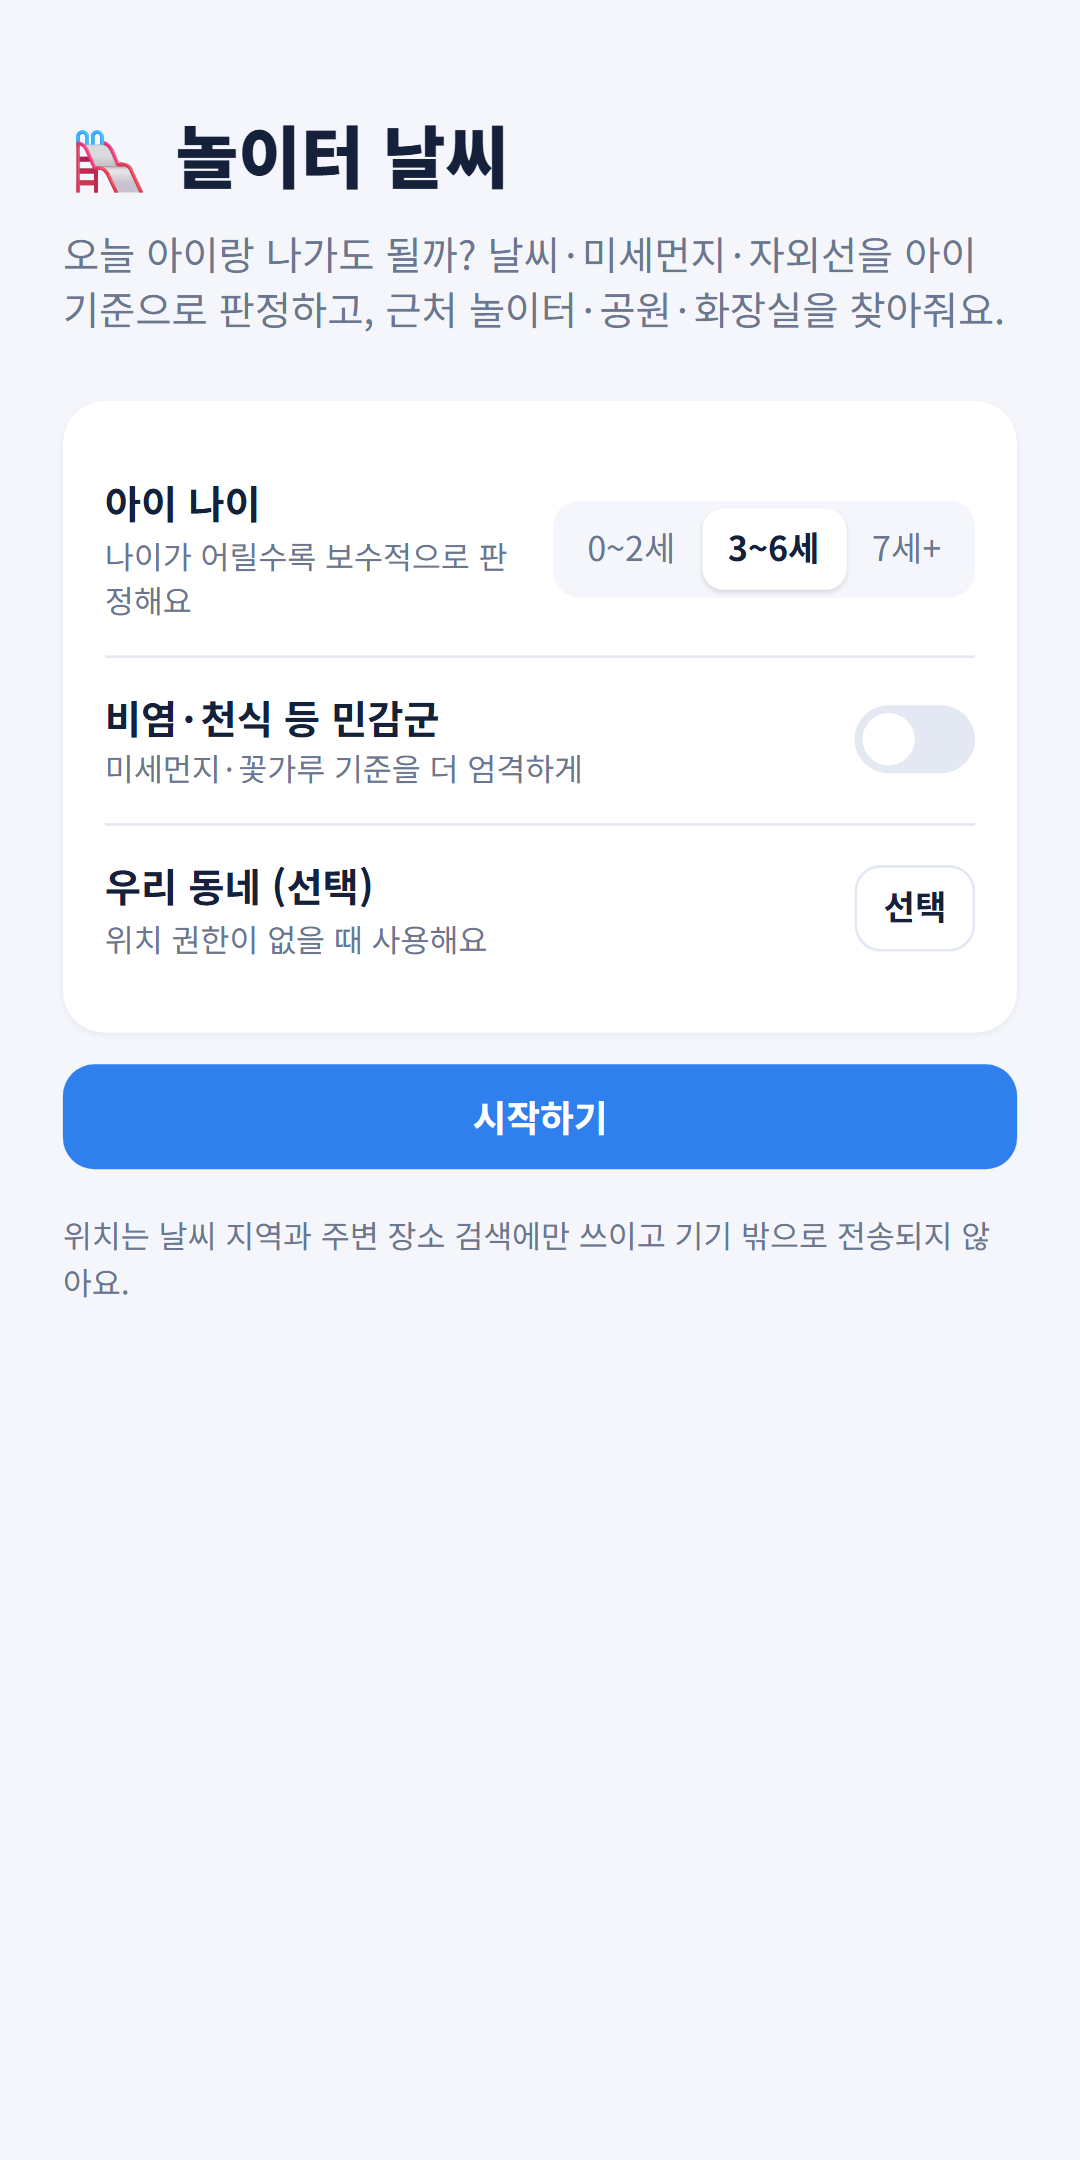 놀이터 날씨
오늘 아이랑 나가도 될까? 날씨·미세먼지·자외선을 아이
기준으로 판정하고, 근처 놀이터·공원·화장실을 찾아줘요.
아이 나이
나이가 어릴수록 보수적으로 판
정해요
0~2세 3~6세 7세+
비염·천식 등 민감군
미세먼지·꽃가루 기준을 더 엄격하게
우리 동네 (선택)
위치 권한이 없을 때 사용해요
선택
시작하기
위치는 날씨 지역과 주변 장소 검색에만 쓰이고 기기 밖으로 전송되지 않
아요.